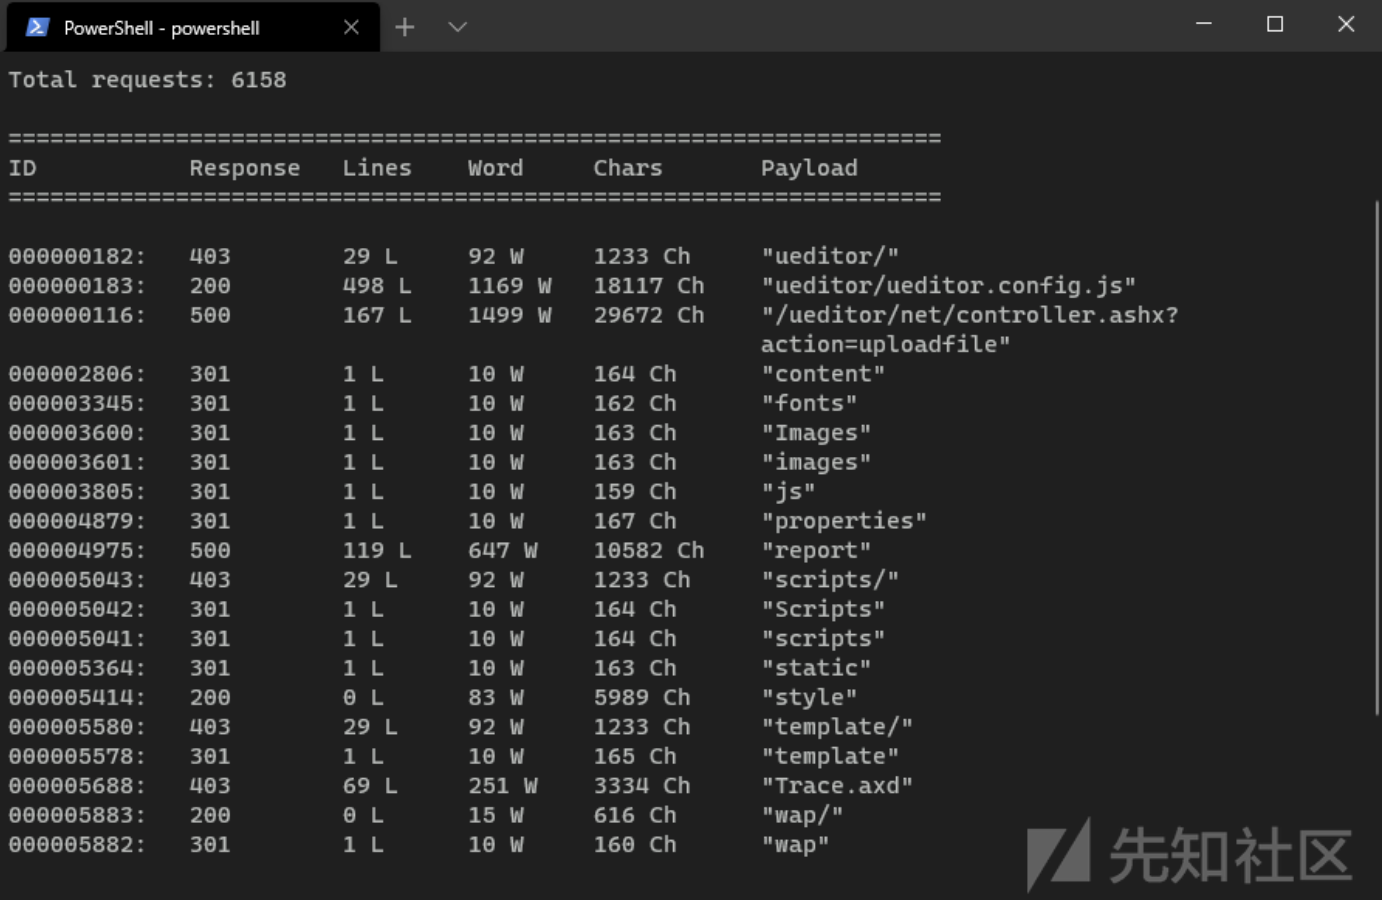 PowerShell - powershell
Total requests: 6158
===================================================================
ID Response Lines Word Chars Payload
===================================================================
000000182: 403 29 L 92 W 1233 Ch "ueditor/"
000000183: 200 498 L 1169 W 18117 Ch "ueditor/ueditor.config.js"
000000116: 500 167 L 1499 W 29672 Ch "/ueditor/net/controller.ashx?
action=uploadfile"
000002806: 301 1 L 10 W 164 Ch "content"
000003345: 301 1 L 10 W 162 Ch "fonts"
000003600: 301 1 L 10 W 163 Ch "Images"
000003601: 301 1 L 10 W 163 Ch "images"
000003805: 301 1 L 10 W 159 Ch "js"
000004879: 301 1 L 10 W 167 Ch "properties"
000004975: 500 119 L 647 W 10582 Ch "report"
000005043: 403 29 L 92 W 1233 Ch "scripts/"
000005042: 301 1 L 10 W 164 Ch "Scripts"
000005041: 301 1 L 10 W 164 Ch "scripts"
000005364: 301 1 L 10 W 163 Ch "static"
000005414: 200 0 L 83 W 5989 Ch "style"
000005580: 403 29 L 92 W 1233 Ch "template/"
000005578: 301 1 L 10 W 165 Ch "template"
000005688: 403 69 L 251 W 3334 Ch "Trace.axd"
000005883: 200 0 L 15 W 616 Ch "wap/"
000005882: 301 1 L 10 W 160 Ch "wap"
先知社区